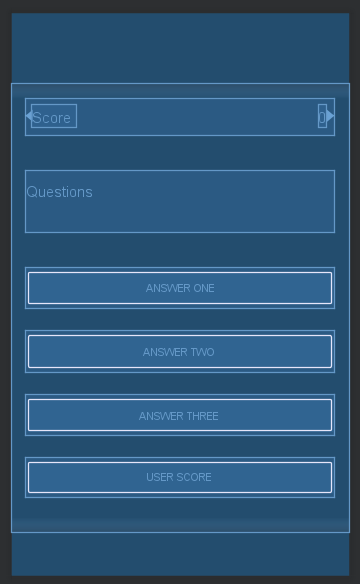 Score 0
Questions
ANSWER ONE
ANSWER TWO
ANSWER THREE
USER SCORE